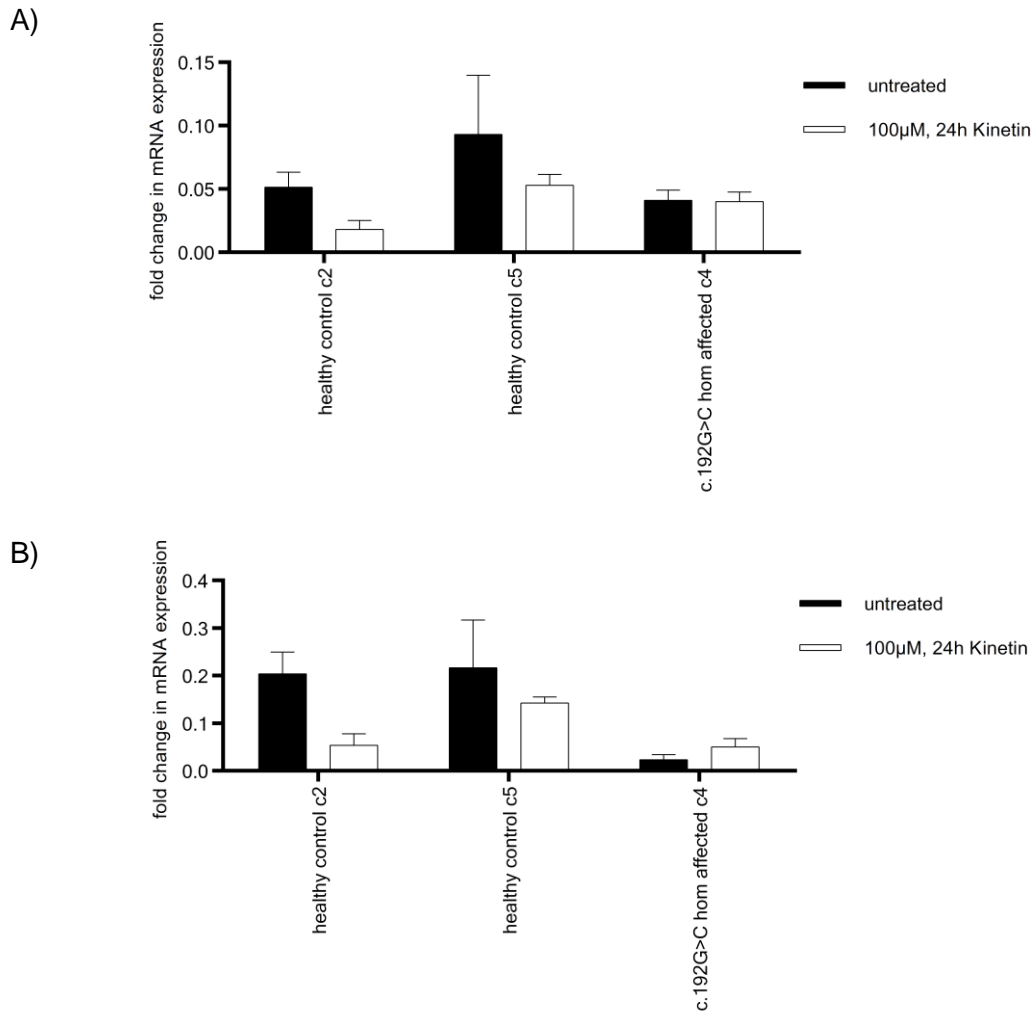 A)
fold change in mRNA expression
0.15
0.10
0.05
0.00
untreated
100µM, 24h Kinetin
healthy control c2
healthy control c5
c.192G>C hom affected c4
B)
fold change in mRNA expression
0.4
0.3
0.2
0.1
0.0
untreated
100µM, 24h Kinetin
healthy control c2
healthy control c5
c.192G>C hom affected c4